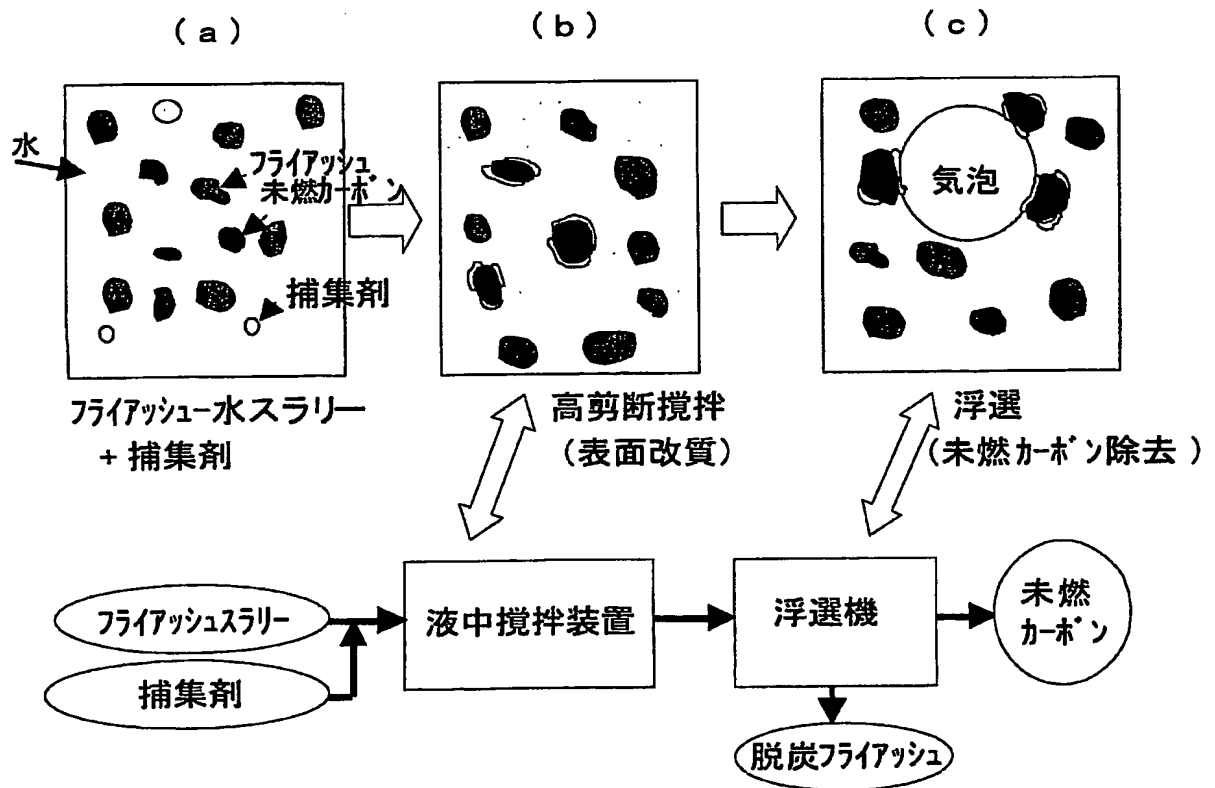 (a)
(b)
(c)
水
フライアッシュ
未燃カーボン
捕集剤
気泡
フライアッシュー水スラリー
+ 捕集剤
高剪断撹拌
(表面改質)
浮選
(未燃カーボン除去)
フライアッシュスラリー
捕集剤
液中撹拌装置
浮選機
未燃
カーボン
脱炭フライアッシュ